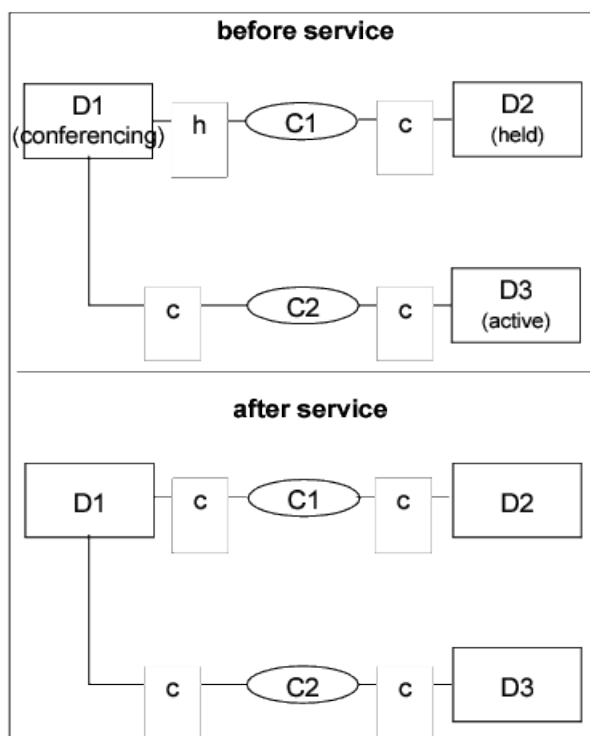 before service
D1 h C1 c D2
(conferencing) (held)
c C2 c D3
(active)
after service
D1 c C1 c D2
c C2 c D3